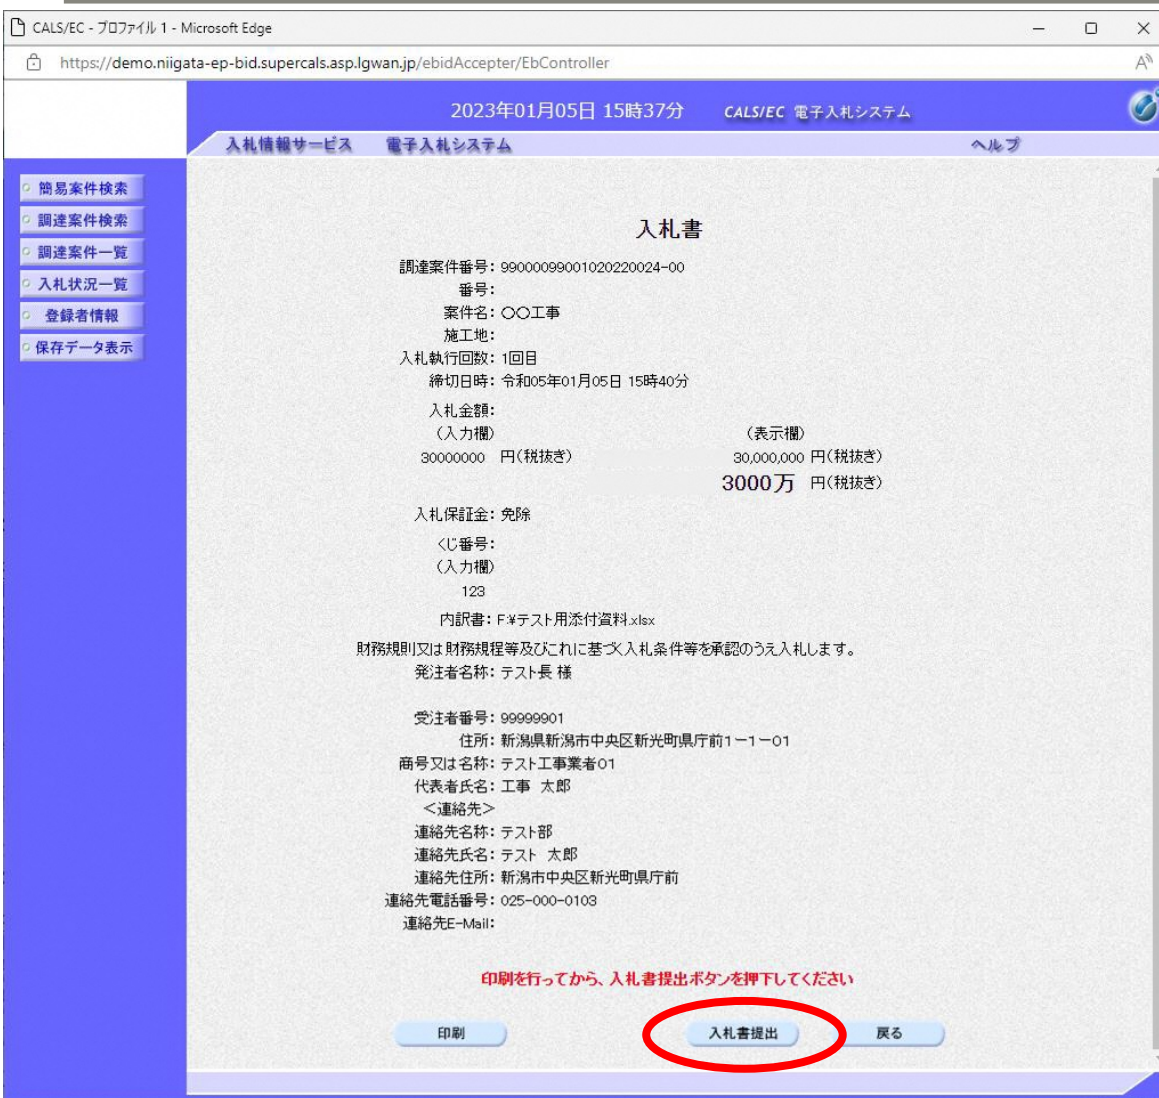 CALS/EC - プロファイル 1 - Microsoft Edge
https://demo.niigata-ep-bid.supercals.asp.lgwan.jp/ebidAccepter/EbController
2023年01月05日 15時37分 CALS/EC 電子入札システム
入札情報サービス 電子入札システム ヘルプ
簡易案件検索
調達案件検索
調達案件一覧
入札状況一覧
登録者情報
保存データ表示
入札書
調達案件番号: 99000099001020220024-00
番号:
案件名: 〇〇工事
施工地:
入札執行回数: 1回目
締切日時: 令和05年01月05日 15時40分
入札金額:
(入力欄) (表示欄)
30000000 円(税抜き) 30,000,000 円(税抜き)
3000万 円(税抜き)
入札保証金: 免除
くじ番号:
(入力欄)
123
内訳書: F:¥テスト用添付資料.xlsx
財務規則又は財務規程等及びこれに基づく入札条件等を承認のうえ入札します。
発注者名称: テスト長 様
受注者番号: 99999901
住所: 新潟県新潟市中央区新光町県庁前1-1-01
商号又は名称: テスト工事業者01
代表者氏名: 工事 太郎
<連絡先>
連絡先名称: テスト部
連絡先氏名: テスト 太郎
連絡先住所: 新潟市中央区新光町県庁前
連絡先電話番号: 025-000-0103
連絡先E-Mail:
印刷を行ってから、入札書提出ボタンを押下してください
印刷 入札書提出 戻る